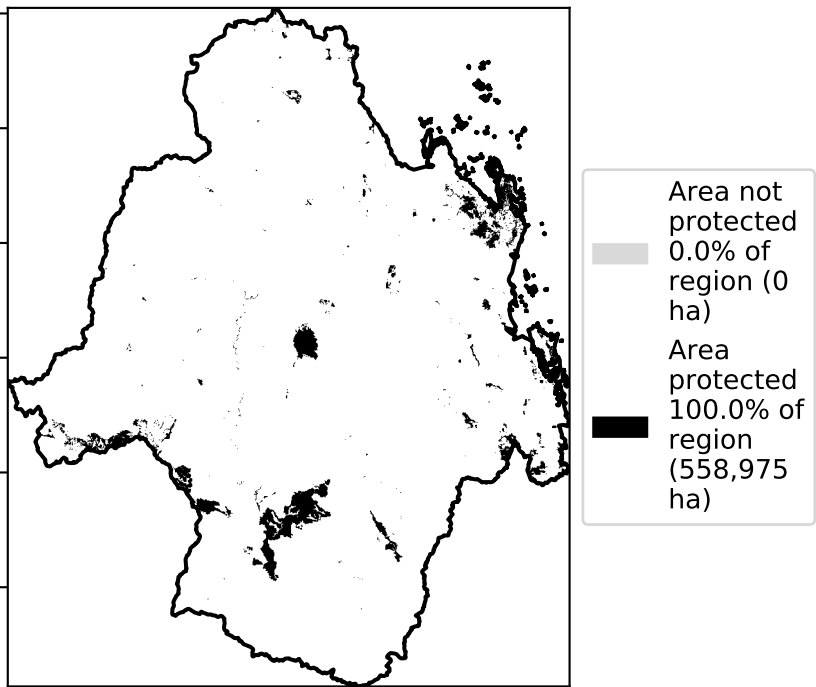 Area not
protected
0.0% of
region (0
ha)
Area
protected
100.0% of
region
(558,975
ha)